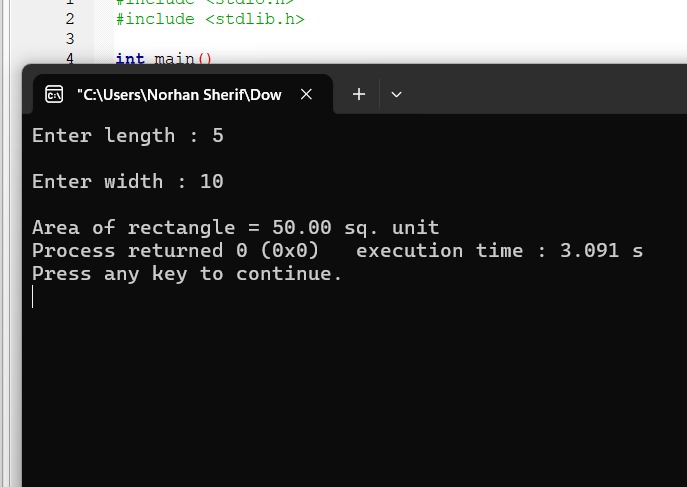 1 #include <stdio.h>
2 #include <stdlib.h>
3
4 int main()
"C:\Users\Norhan Sherif\Dow
Enter length : 5
Enter width : 10
Area of rectangle = 50.00 sq. unit
Process returned 0 (0x0)   execution time : 3.091 s
Press any key to continue.